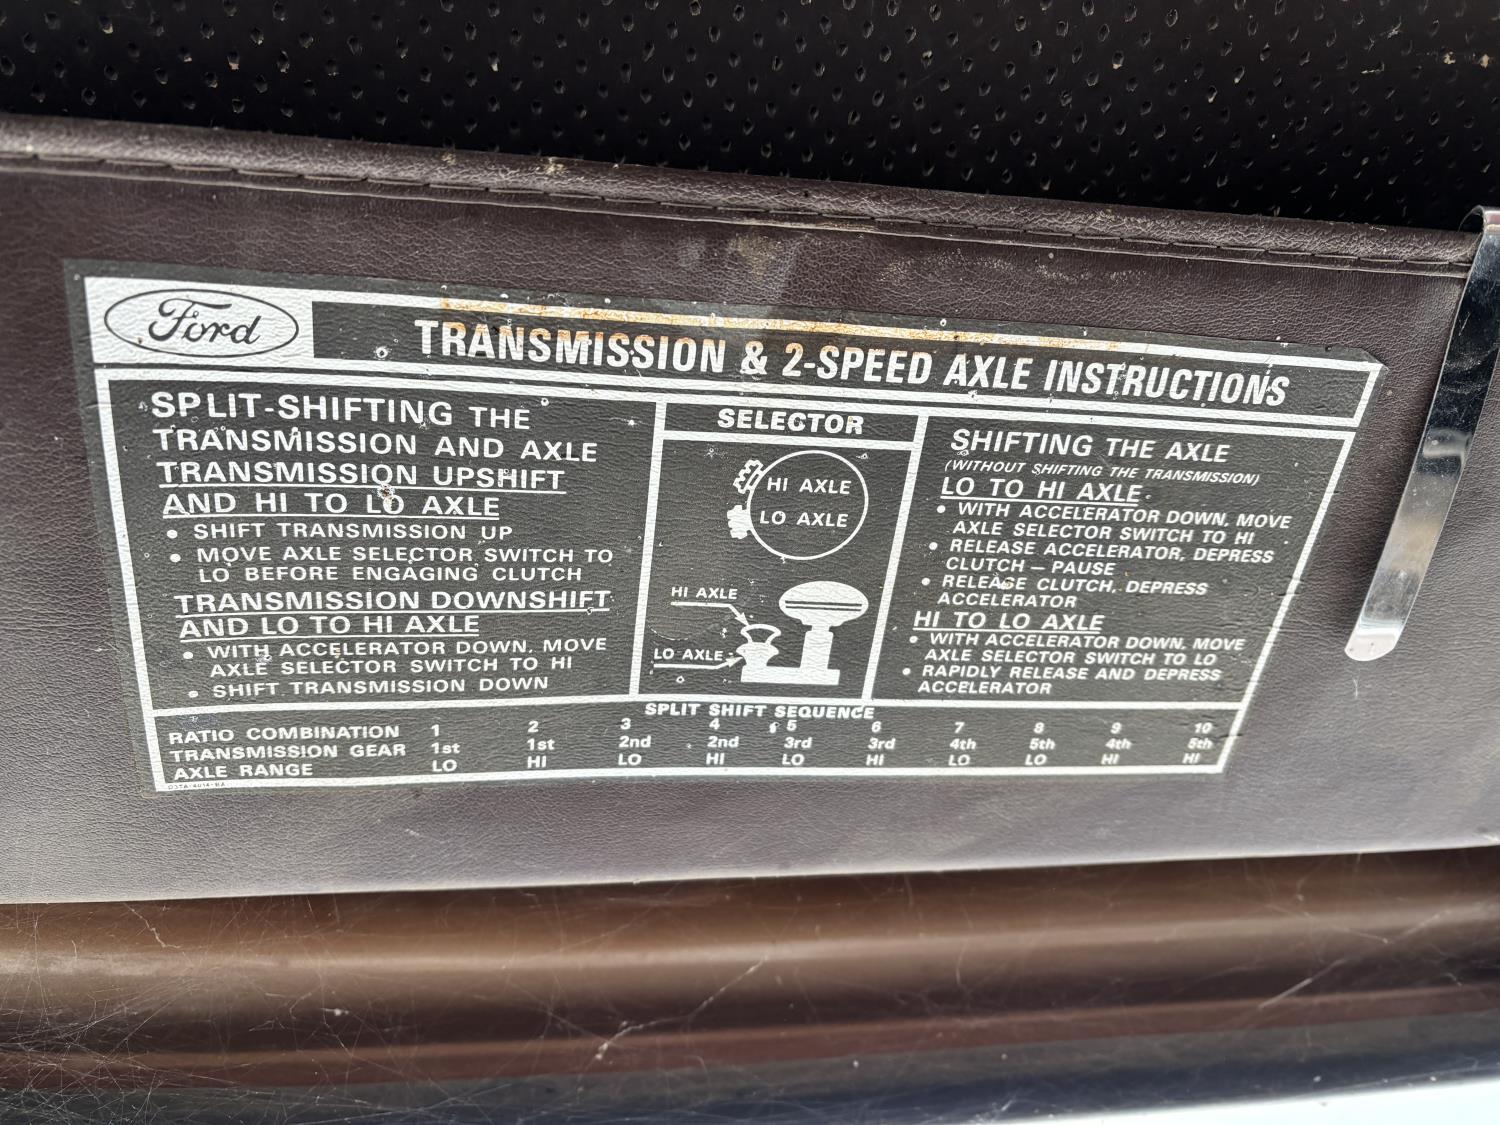 Ford
TRANSMISSION & 2-SPEED AXLE INSTRUCTIONS
SPLIT-SHIFTING THE
TRANSMISSION AND AXLE
TRANSMISSION UPSHIFT
AND HI TO LO AXLE
• SHIFT TRANSMISSION UP
• MOVE AXLE SELECTOR SWITCH TO
LO BEFORE ENGAGING CLUTCH
TRANSMISSION DOWNSHIFT
AND LO TO HI AXLE
• WITH ACCELERATOR DOWN, MOVE
AXLE SELECTOR SWITCH TO HI
• SHIFT TRANSMISSION DOWN
SELECTOR
HI AXLE
LO AXLE
HI AXLE
LO AXLE
SHIFTING THE AXLE
(WITHOUT SHIFTING THE TRANSMISSION)
LO TO HI AXLE
• WITH ACCELERATOR DOWN, MOVE
AXLE SELECTOR SWITCH TO HI
• RELEASE ACCELERATOR, DEPRESS
CLUTCH – PAUSE
• RELEASE CLUTCH, DEPRESS
ACCELERATOR
HI TO LO AXLE
• WITH ACCELERATOR DOWN, MOVE
AXLE SELECTOR SWITCH TO LO
• RAPIDLY RELEASE AND DEPRESS
ACCELERATOR
SPLIT SHIFT SEQUENCE
RATIO COMBINATION 1 2 3 4 5 6 7 8 9 10
TRANSMISSION GEAR 1st 1st 2nd 2nd 3rd 3rd 4th 5th 4th 5th
AXLE RANGE LO HI LO HI LO HI LO LO HI HI